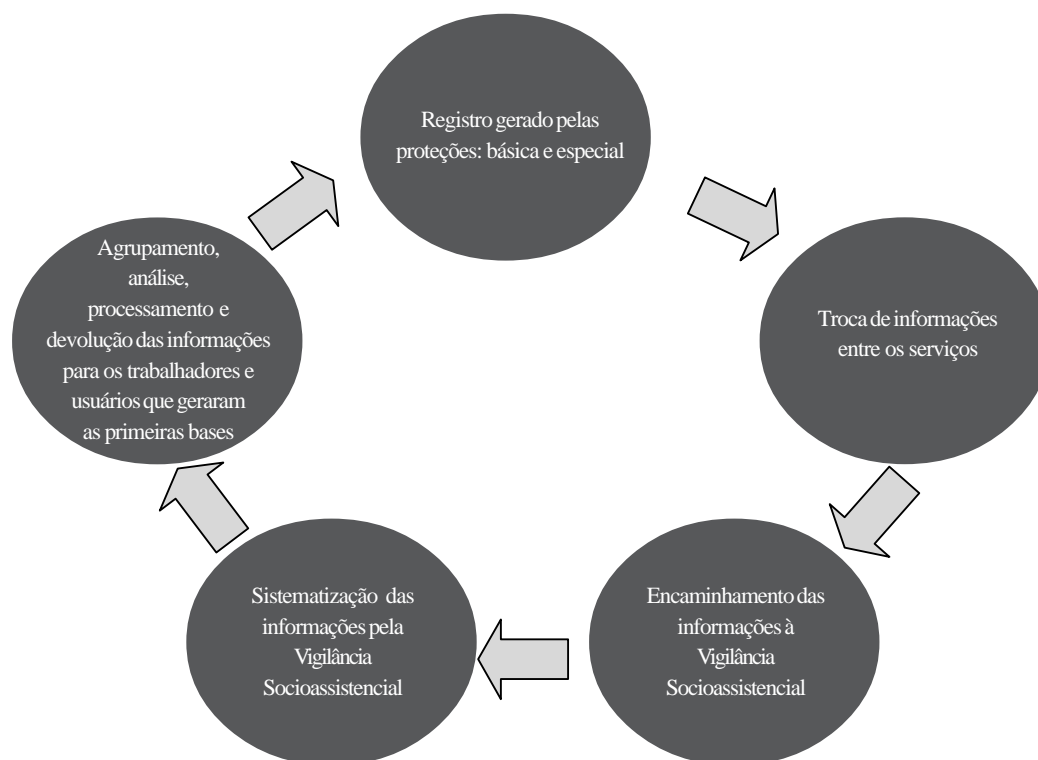 Registro gerado pelas
proteções: básica e especial
Troca de informações
entre os serviços
Encaminhamento das
informações à
Vigilância
Socioassistencial
Sistematização das
informações pela
Vigilância
Socioassistencial
Agrupamento,
análise,
processamento e
devolução das informações
para os trabalhadores e
usuários que geraram
as primeiras bases